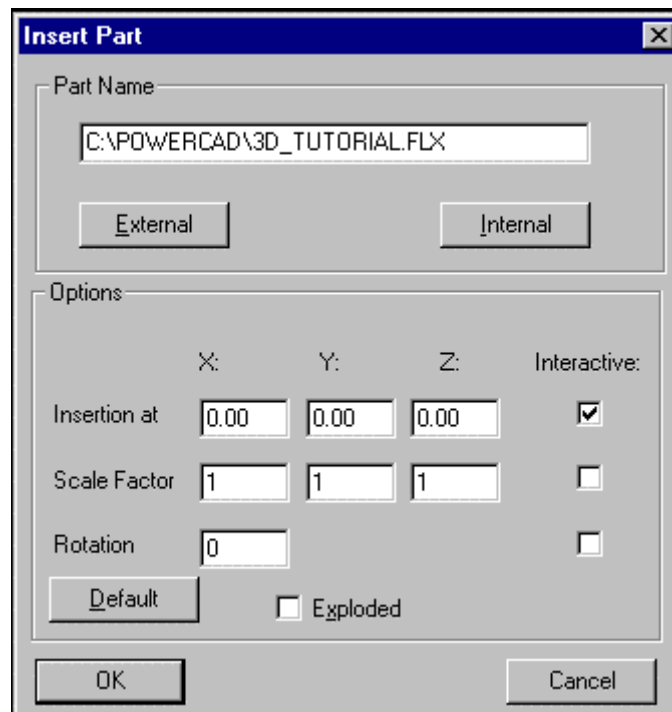 Insert Part
Part Name
C:\POWERCAD\3D_TUTORIAL.FLX
External Internal
Options
X: Y: Z: Interactive:
Insertion at 0.00 0.00 0.00
Scale Factor 1 1 1
Rotation 0
Default Exploded
OK Cancel